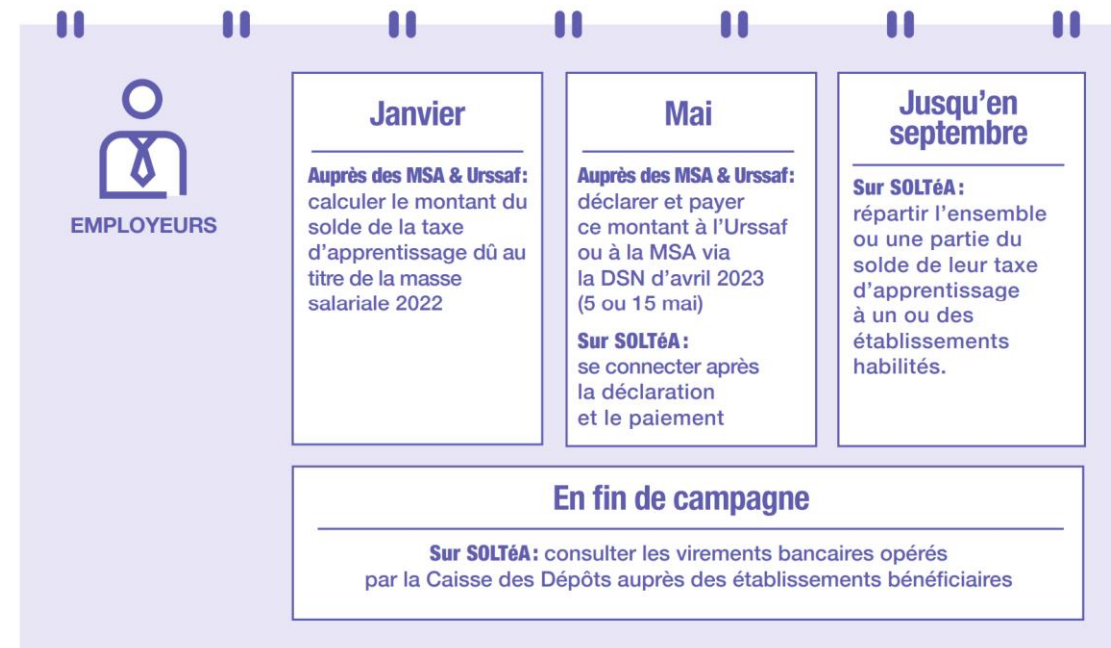 EMPLOYEURS
Janvier
Auprès des MSA & Urssaf :
calculer le montant du
solde de la taxe
d’apprentissage dû au
titre de la masse
salariale 2022
Mai
Auprès des MSA & Urssaf :
déclarer et payer
ce montant à l’Urssaf
ou à la MSA via
la DSN d’avril 2023
(5 ou 15 mai)
Sur SOLTéA :
se connecter après
la déclaration
et le paiement
Jusqu’en
septembre
Sur SOLTéA :
répartir l’ensemble
ou une partie du
solde de leur taxe
d’apprentissage
à un ou des
établissements
habilités.
En fin de campagne
Sur SOLTéA : consulter les virements bancaires opérés
par la Caisse des Dépôts auprès des établissements bénéficiaires